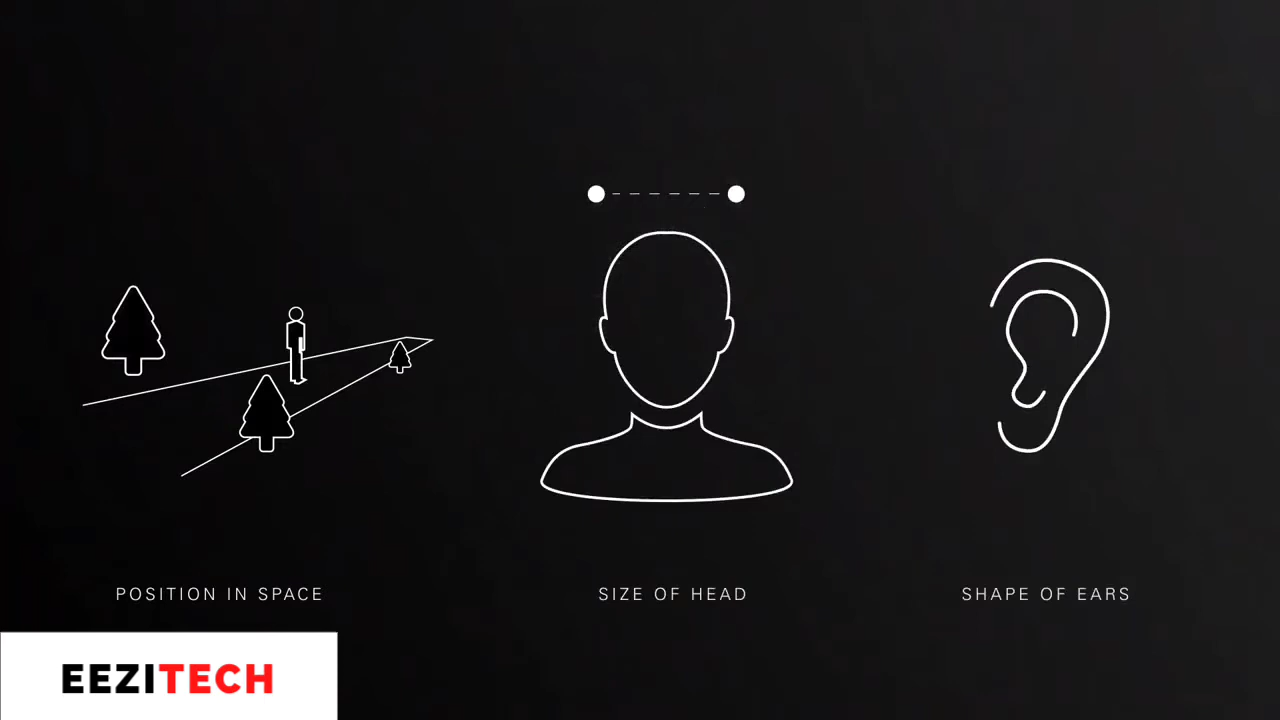 POSITION IN SPACE
SIZE OF HEAD
SHAPE OF EARS
EEZITECH